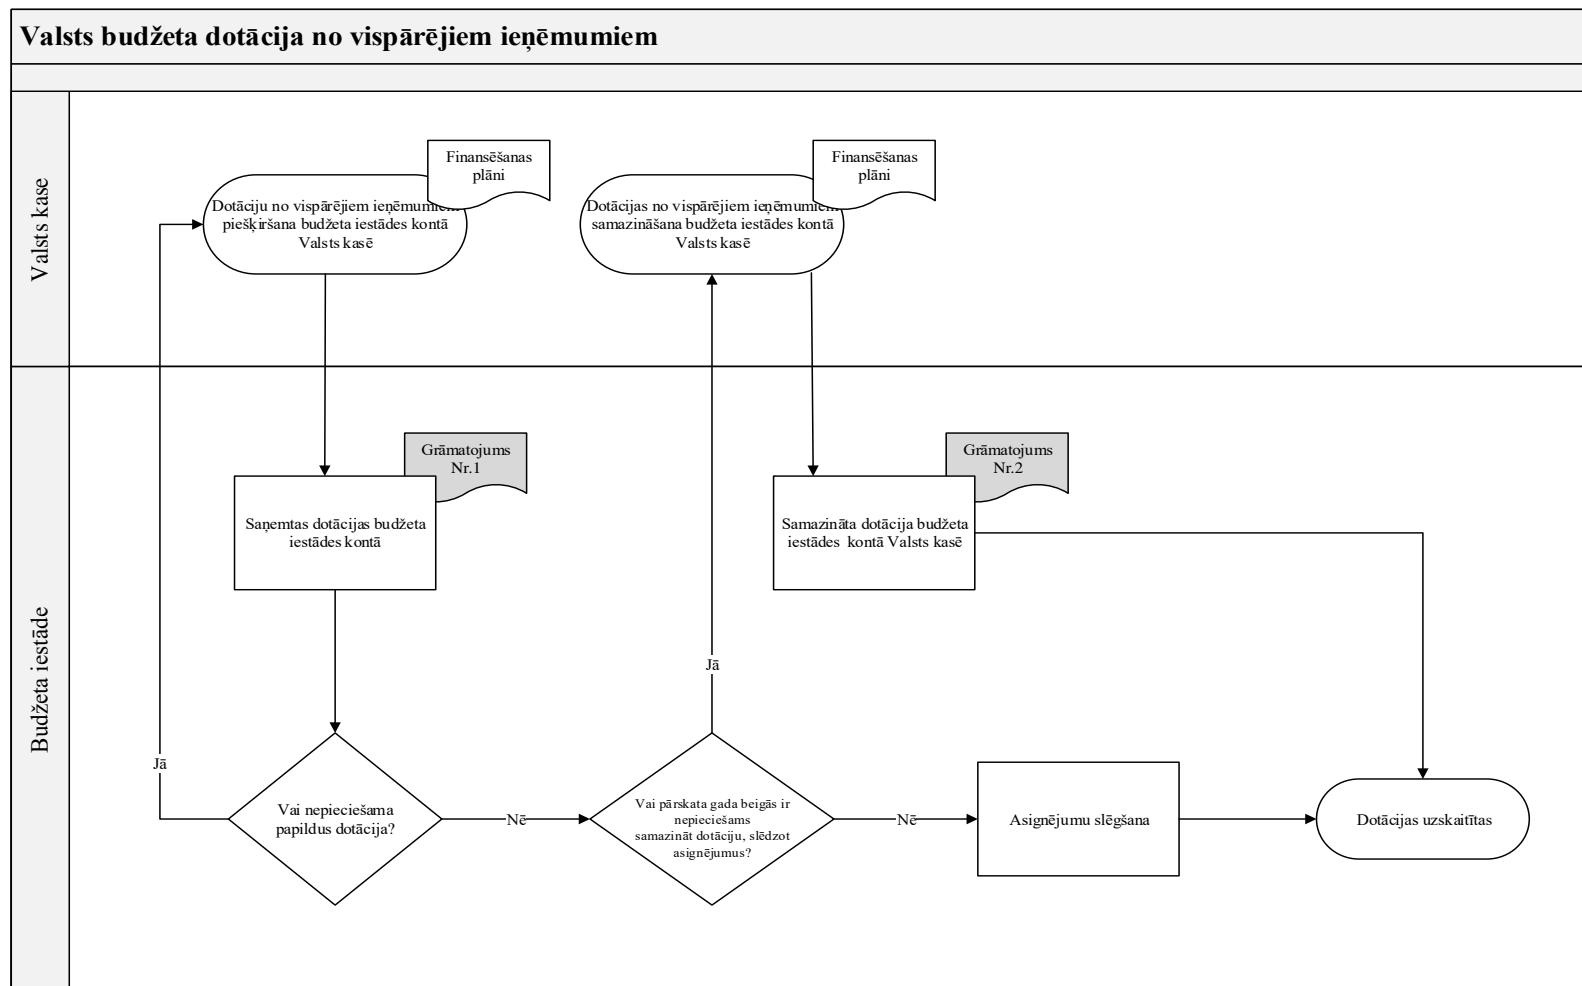 Valsts budžeta dotācija no vispārējiem ieņēmumiem
Valsts kase
Finansēšanas
plāni
Dotāciju no vispārējiem ieņēmumiem
piešķiršana budžeta iestādes kontā
Valsts kasē
Finansēšanas
plāni
Dotācijas no vispārējiem ieņēmumiem
samazināšana budžeta iestādes kontā
Valsts kasē
Budžeta iestāde
Grāmatojums
Nr.1
Saņemtas dotācijas budžeta
iestādes kontā
Grāmatojums
Nr.2
Samazināta dotācija budžeta
iestādes kontā Valsts kasē
Jā
Jā
Vai nepieciešama
papildus dotācija?
Nē
Vai pārskata gada beigās ir
nepieciešams
samazināt dotāciju, slēdzot
asignējumus?
Nē
Asignējumu slēgšana
Dotācijas uzskaitītas